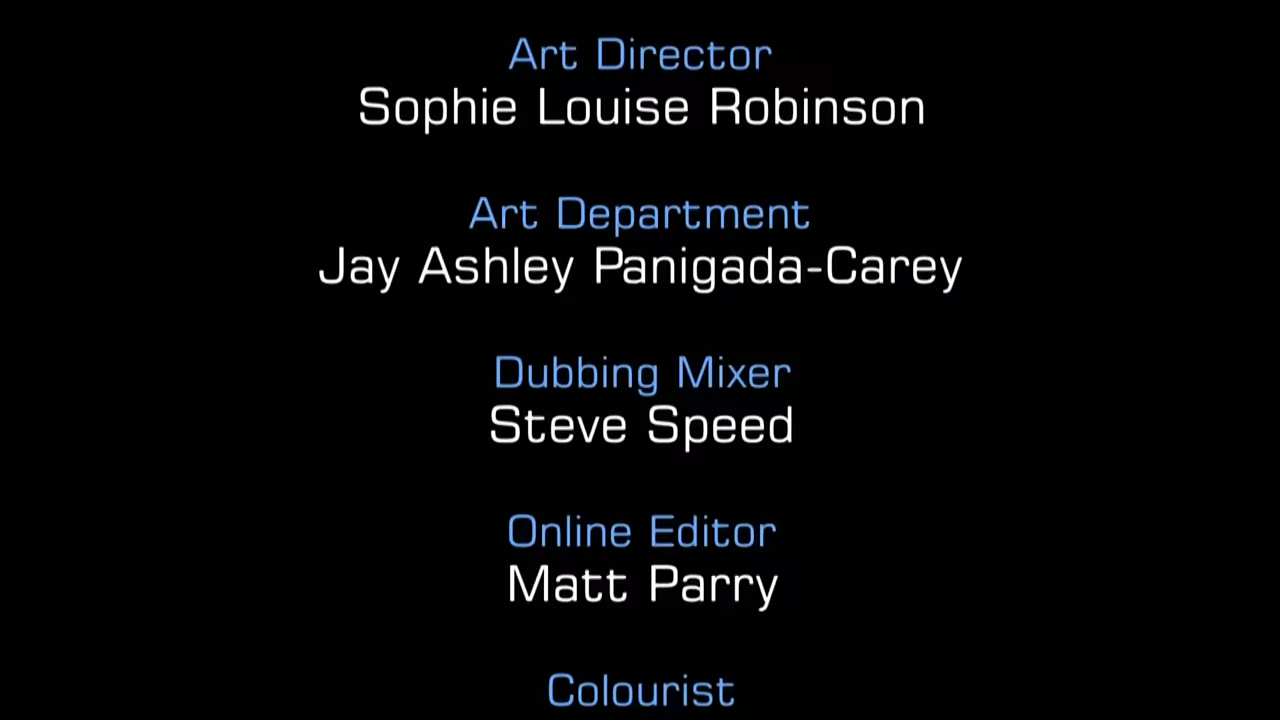 Art Director
Sophie Louise Robinson
Art Department
Jay Ashley Panigada-Carey
Dubbing Mixer
Steve Speed
Online Editor
Matt Parry
Colourist